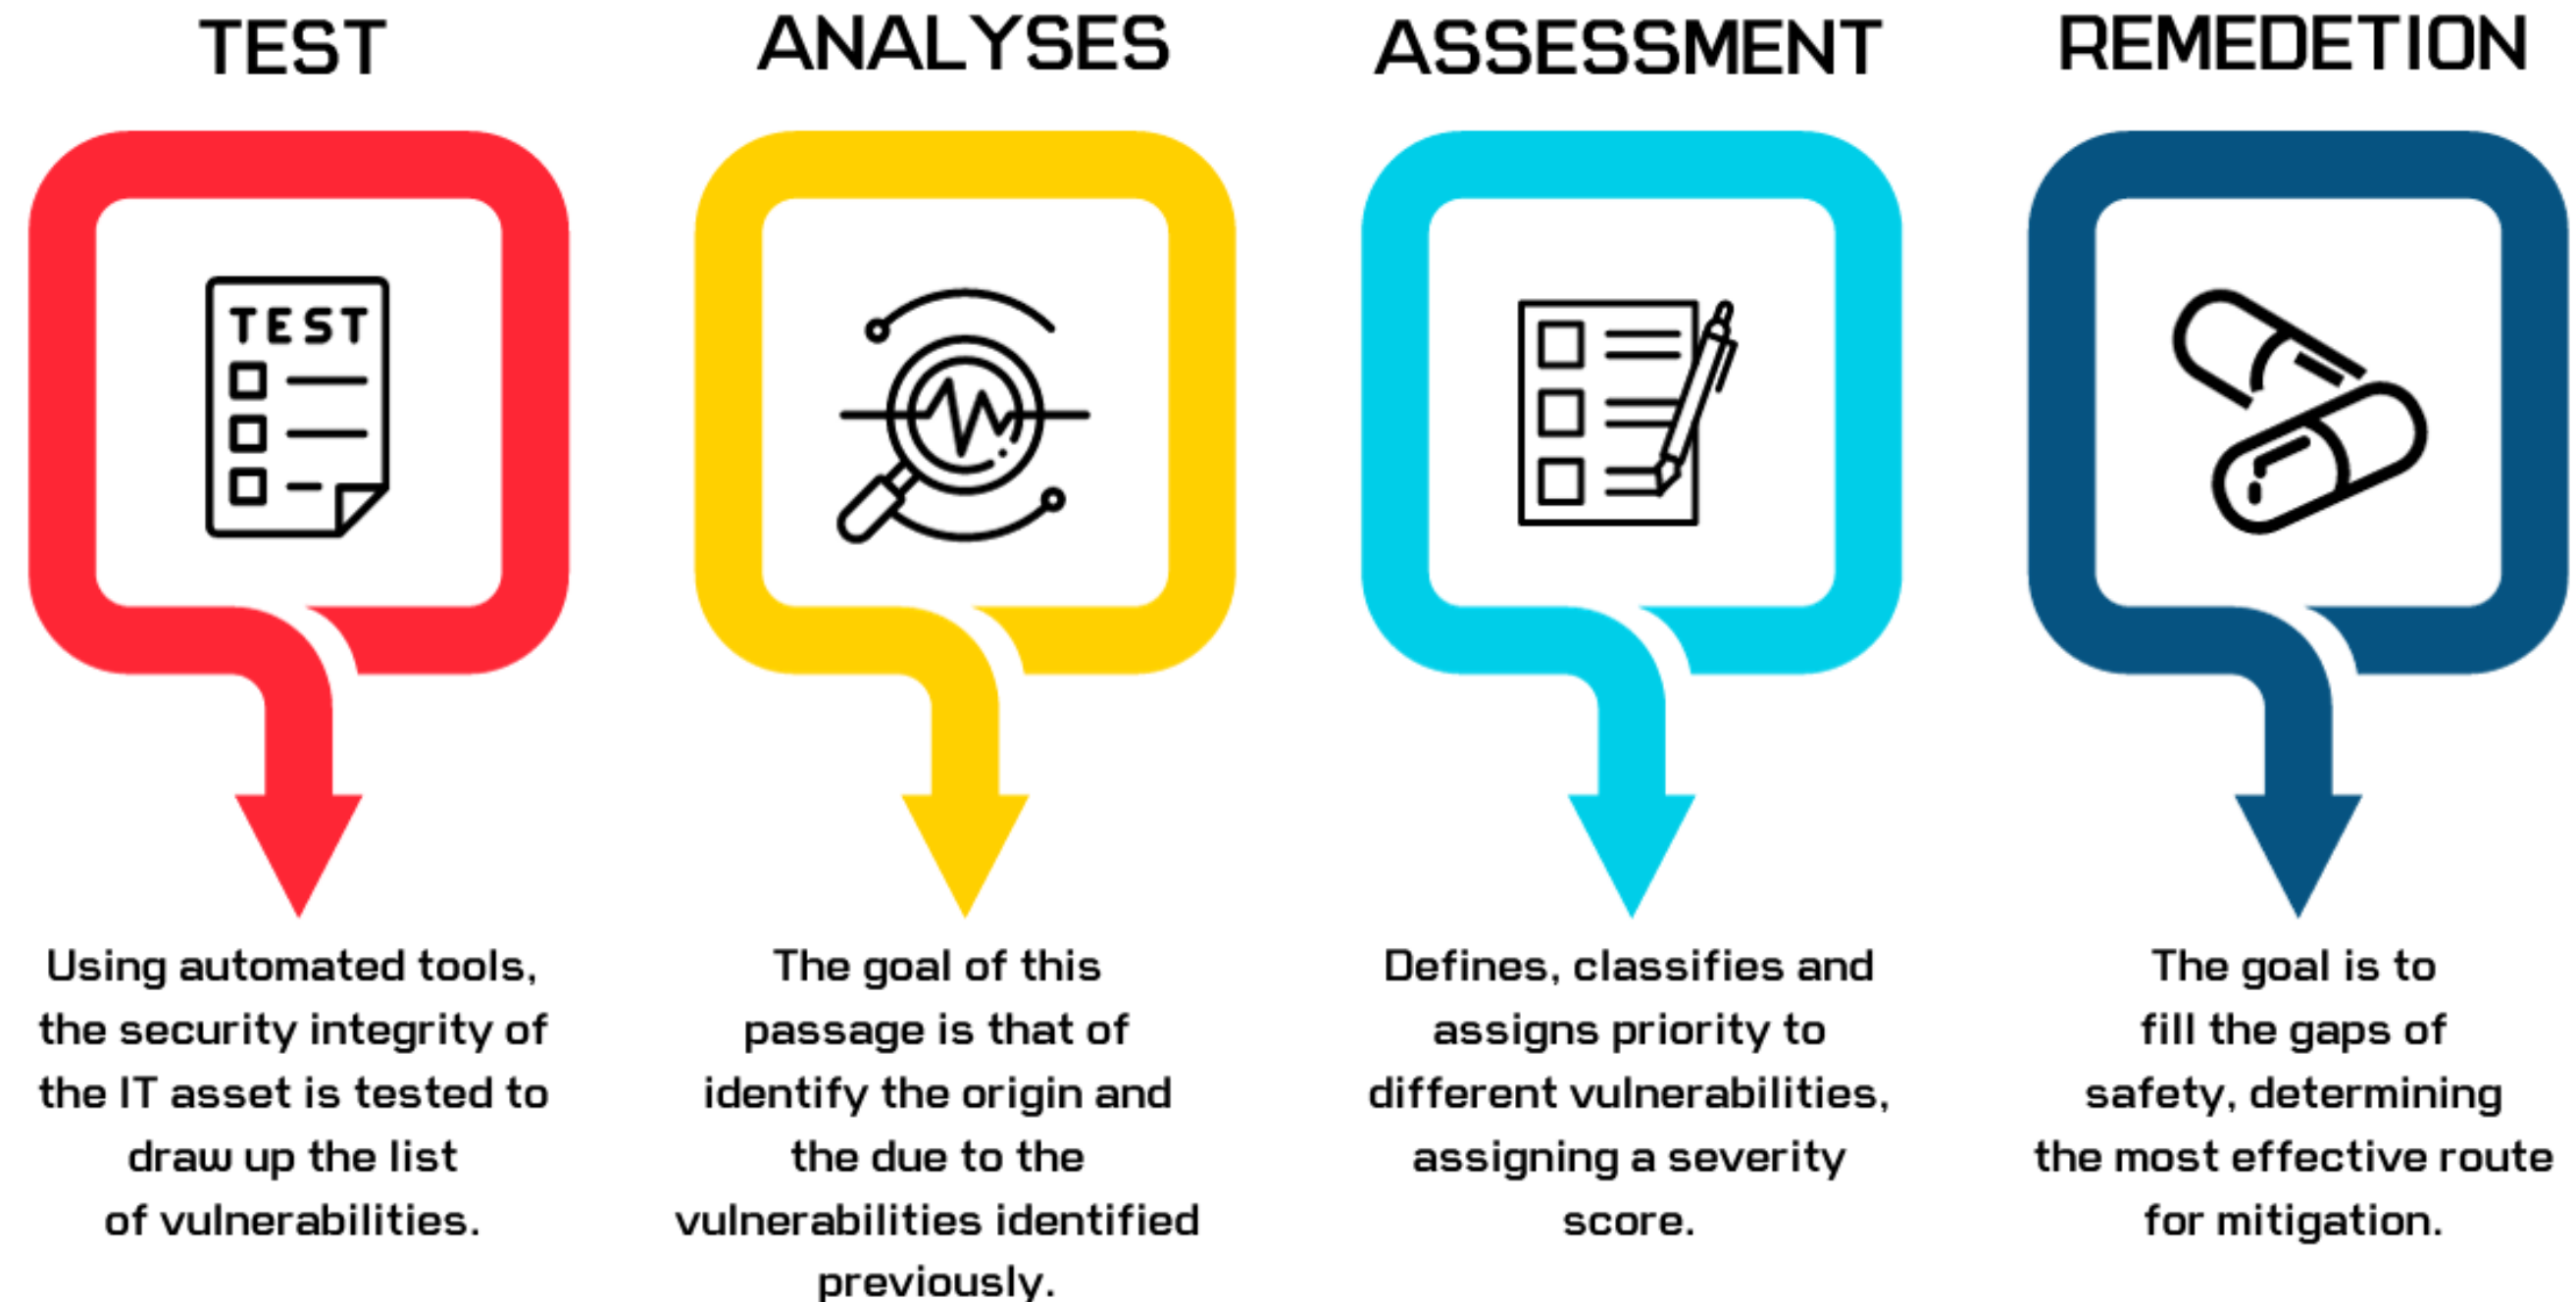 TEST
ANALYSES
ASSESSMENT
REMEDETION
TEST
Using automated tools,
the security integrity of
the IT asset is tested to
draw up the list
of vulnerabilities.
The goal of this
passage is that of
identify the origin and
the due to the
vulnerabilities identified
previously.
Defines, classifies and
assigns priority to
different vulnerabilities,
assigning a severity
score.
The goal is to
fill the gaps of
safety, determining
the most effective route
for mitigation.